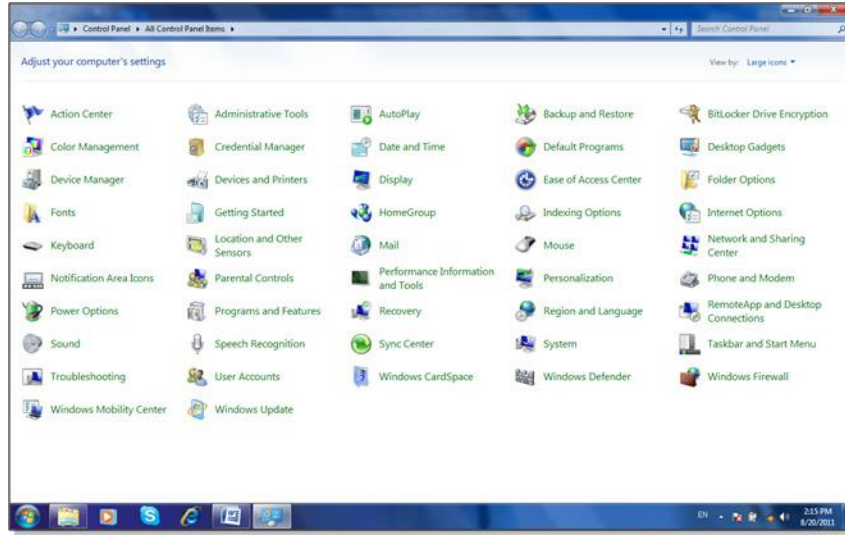 Control Panel All Control Panel Items Search Control Panel
Adjust your computer's settings View by: Large icons
Action Center Administrative Tools AutoPlay Backup and Restore BitLocker Drive Encryption
Color Management Credential Manager Date and Time Default Programs Desktop Gadgets
Device Manager Devices and Printers Display Ease of Access Center Folder Options
Fonts Getting Started HomeGroup Indexing Options Internet Options
Keyboard Location and Other Sensors Mail Mouse Network and Sharing Center
Notification Area Icons Parental Controls Performance Information and Tools Personalization Phone and Modem
Power Options Programs and Features Recovery Region and Language RemoteApp and Desktop Connections
Sound Speech Recognition Sync Center System Taskbar and Start Menu
Troubleshooting User Accounts Windows CardSpace Windows Defender Windows Firewall
Windows Mobility Center Windows Update
EN 2:15 PM
8/20/2011